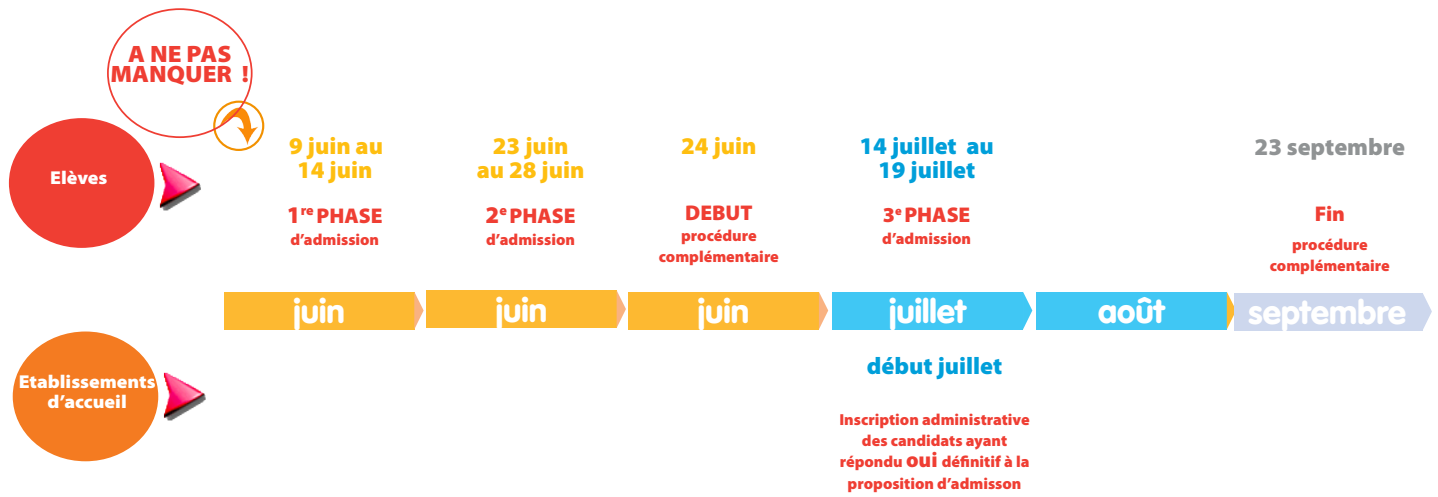 A NE PAS
MANQUER !
Elèves
9 juin au
14 juin
1re PHASE
d'admission
23 juin
au 28 juin
2e PHASE
d'admission
24 juin
DEBUT
procédure
complémentaire
14 juillet au
19 juillet
3e PHASE
d'admission
23 septembre
Fin
procédure
complémentaire
juin
juin
juin
juillet
août
septembre
Etablissements
d'accueil
début juillet
Inscription administrative
des candidats ayant
répondu oui définitif à la
proposition d'admisson